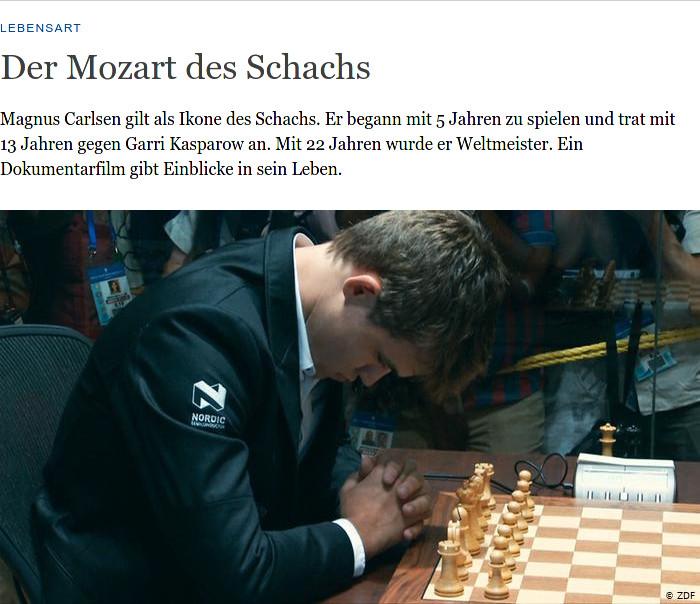 LEBENSART
Der Mozart des Schachs
Magnus Carlsen gilt als Ikone des Schachs. Er begann mit 5 Jahren zu spielen und trat mit
13 Jahren gegen Garri Kasparow an. Mit 22 Jahren wurde er Weltmeister. Ein
Dokumentarfilm gibt Einblicke in sein Leben.
NORDIC
SEMICONDUCTOR
© ZDF